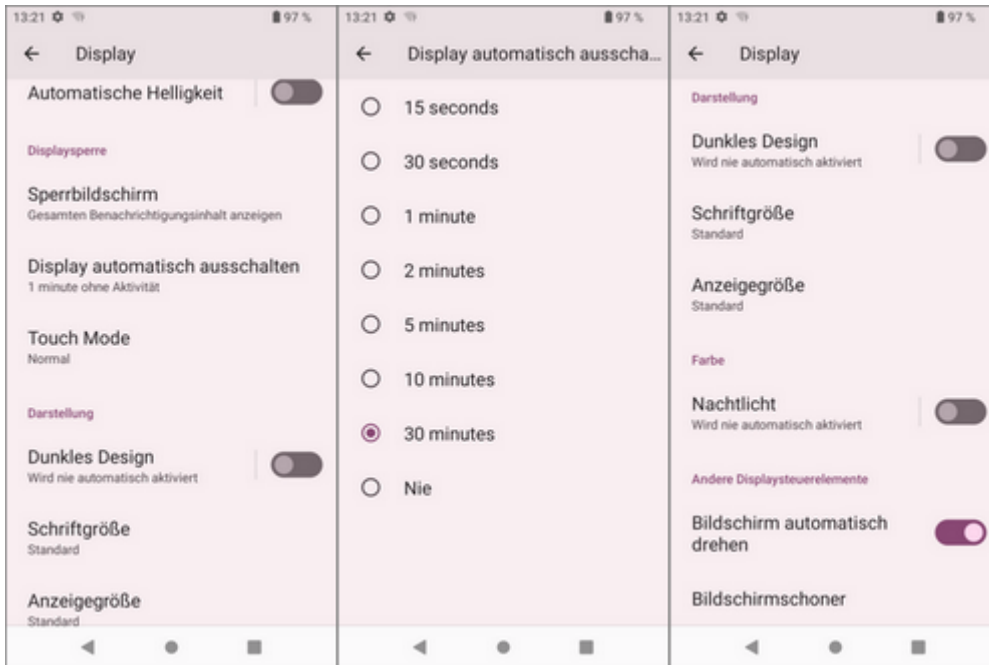 13:21 97 %
Display
Automatische Helligkeit
Displaysperre
Sperrbildschirm
Gesamten Benachrichtigungsinhalt anzeigen
Display automatisch ausschalten
1 minute ohne Aktivität
Touch Mode
Normal
Darstellung
Dunkles Design
Wird nie automatisch aktiviert
Schriftgröße
Standard
Anzeigegröße
Standard
13:21 97 %
Display automatisch ausscha...
15 seconds
30 seconds
1 minute
2 minutes
5 minutes
10 minutes
30 minutes
Nie
13:21 97 %
Display
Darstellung
Dunkles Design
Wird nie automatisch aktiviert
Schriftgröße
Standard
Anzeigegröße
Standard
Farbe
Nachtlicht
Wird nie automatisch aktiviert
Andere Displaysteuerelemente
Bildschirm automatisch
drehen
Bildschirmschoner